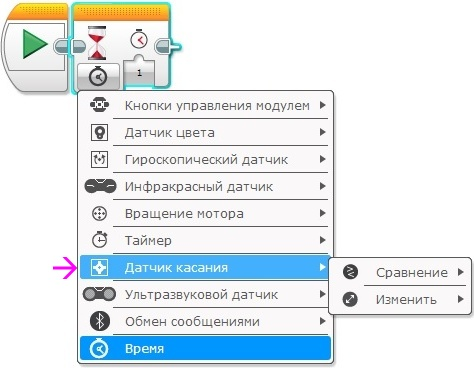 1
Кнопки управления модулем
Датчик цвета
Гироскопический датчик
Инфракрасный датчик
Вращение мотора
Таймер
Датчик касания
Сравнение
Ультразвуковой датчик
Изменить
Обмен сообщениями
Время